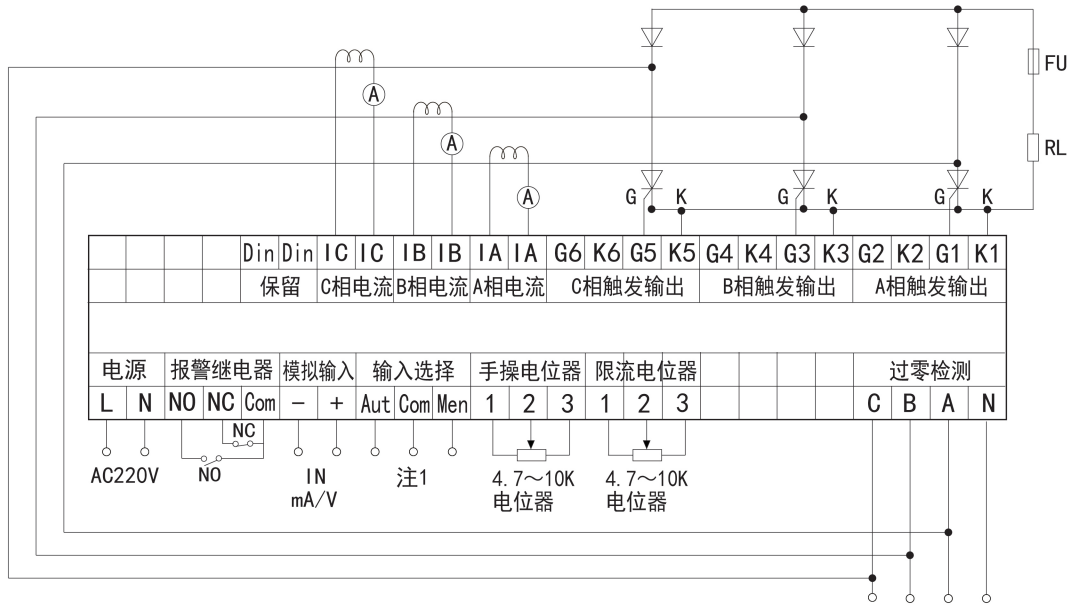 FU
A
A
RL
A
G K G K G K
Din Din IC IC IB IB IA IA G6 K6 G5 K5 G4 K4 G3 K3 G2 K2 G1 K1
保留 C相电流 B相电流 A相电流 C相触发输出 B相触发输出 A相触发输出
电源 报警继电器 模拟输入 输入选择 手操电位器 限流电位器 过零检测
L N NO NC Com − + Aut Com Men 1 2 3 1 2 3 C B A N
NC
AC220V NO IN 注1 4.7～10K 4.7～10K
mA/V 电位器 电位器